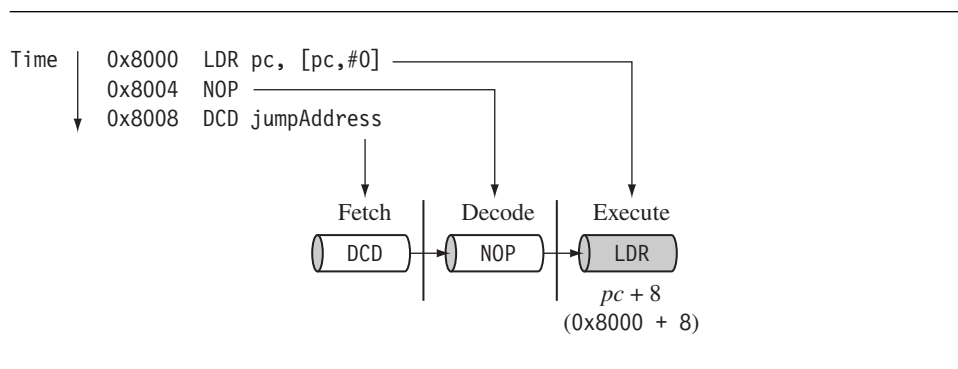 Time 0x8000 LDR pc, [pc,#0]
0x8004 NOP
0x8008 DCD jumpAddress
Fetch Decode Execute
DCD NOP LDR
pc + 8
(0x8000 + 8)